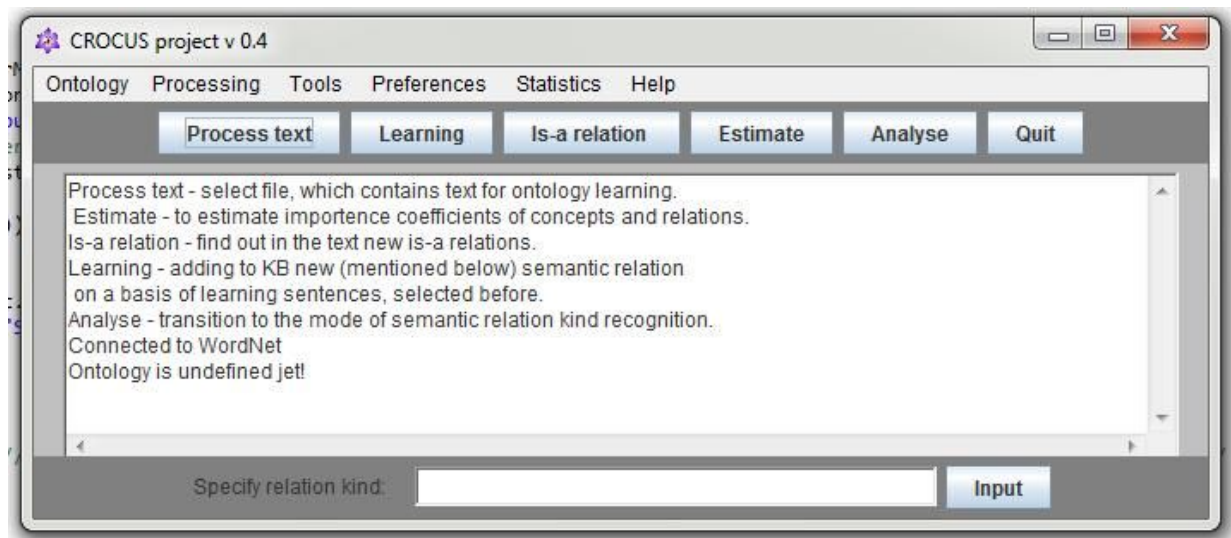 CROCUS project v 0.4
Ontology Processing Tools Preferences Statistics Help
Process text Learning Is-a relation Estimate Analyse Quit
Process text - select file, which contains text for ontology learning.
Estimate - to estimate importence coefficients of concepts and relations.
Is-a relation - find out in the text new is-a relations.
Learning - adding to KB new (mentioned below) semantic relation
on a basis of learning sentences, selected before.
Analyse - transition to the mode of semantic relation kind recognition.
Connected to WordNet
Ontology is undefined jet!
Specify relation kind: Input